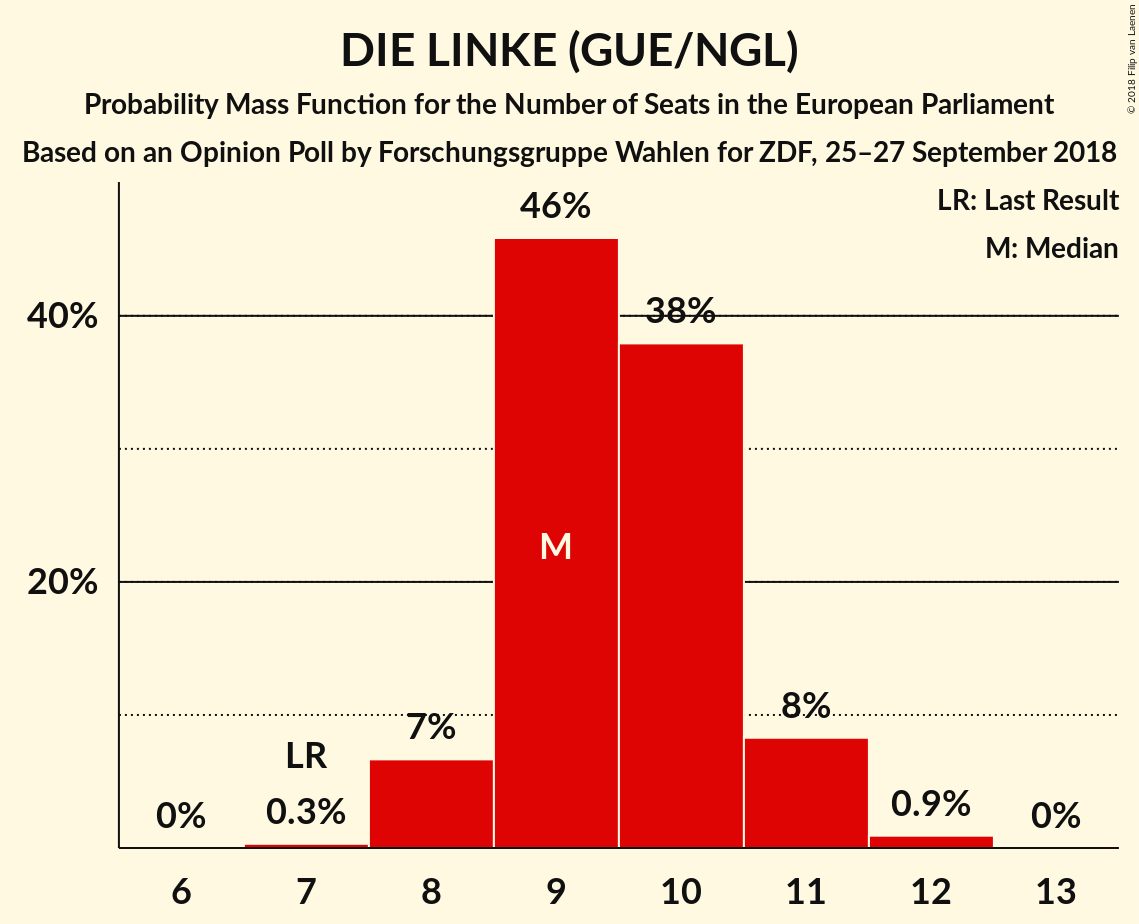 DIE LINKE (GUE/NGL)
Probability Mass Function for the Number of Seats in the European Parliament
Based on an Opinion Poll by Forschungsgruppe Wahlen for ZDF, 25–27 September 2018
© 2018 Filip van Laenen
LR: Last Result
M: Median
40%
20%
0%
LR
0.3%
7%
46%
M
38%
8%
0.9%
0%
6 7 8 9 10 11 12 13